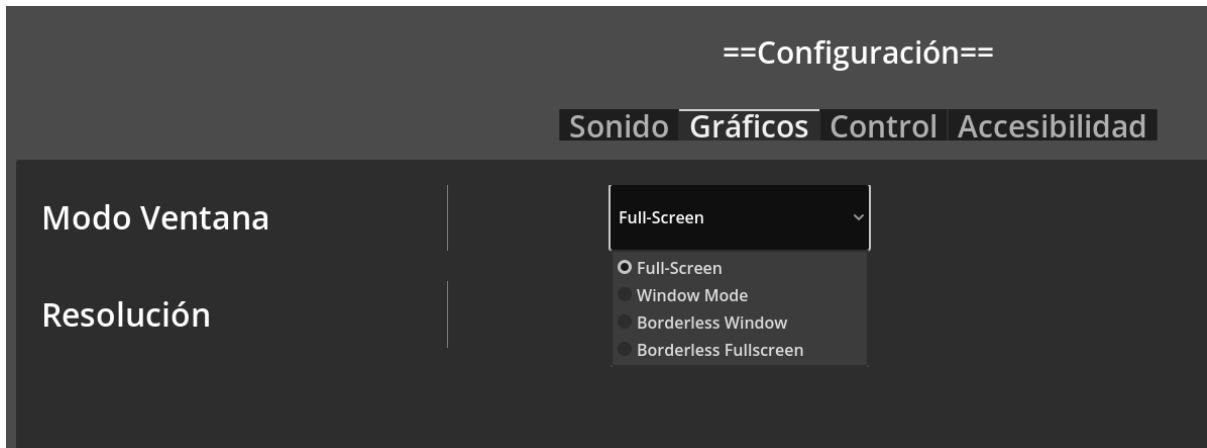 ==Configuración==
Sonido Gráficos Control Accesibilidad
Modo Ventana
Full-Screen
Full-Screen
Window Mode
Borderless Window
Borderless Fullscreen
Resolución